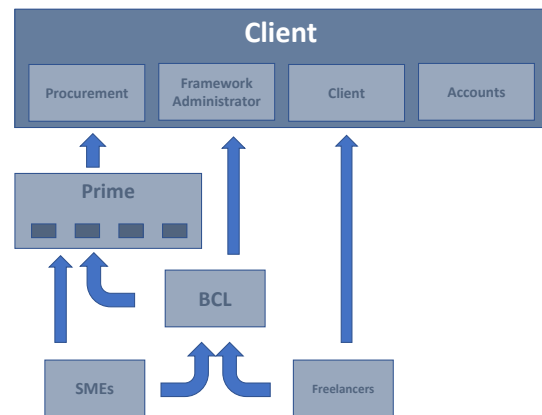 Client
Procurement
Framework
Administrator
Client
Accounts
Prime
BCL
SMEs
Freelancers